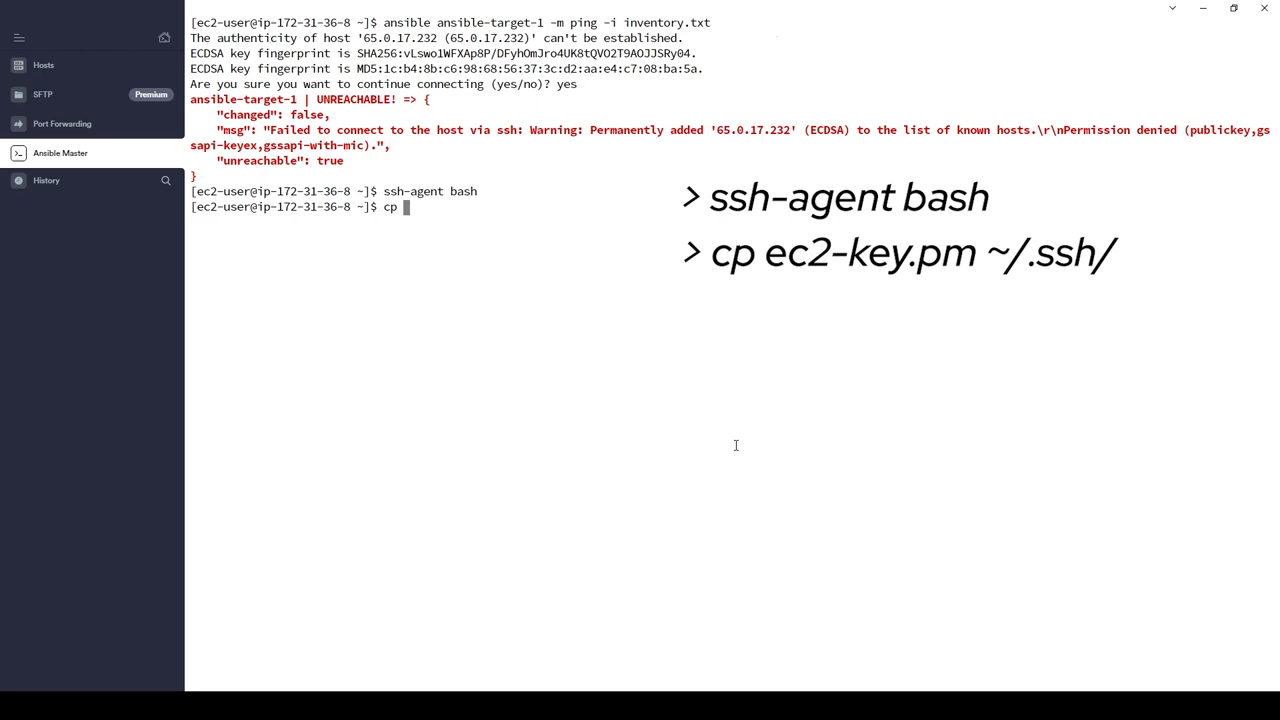 Hosts
SFTP Premium
Port Forwarding
Ansible Master
History
[ec2-user@ip-172-31-36-8 ~]$ ansible ansible-target-1 -m ping -i inventory.txt
The authenticity of host '65.0.17.232 (65.0.17.232)' can't be established.
ECDSA key fingerprint is SHA256:vLswo1WFXAp8P/DFyhOmJro4UK8tQVO2T9AOJJSRy04.
ECDSA key fingerprint is MD5:1c:b4:8b:c6:98:68:56:37:3c:d2:aa:e4:c7:08:ba:5a.
Are you sure you want to continue connecting (yes/no)? yes
ansible-target-1 | UNREACHABLE! => {
"changed": false,
"msg": "Failed to connect to the host via ssh: Warning: Permanently added '65.0.17.232' (ECDSA) to the list of known hosts.\r\nPermission denied (publickey,gs
sapi-keyex,gssapi-with-mic).",
"unreachable": true
}
[ec2-user@ip-172-31-36-8 ~]$ ssh-agent bash
[ec2-user@ip-172-31-36-8 ~]$ cp
> ssh-agent bash
> cp ec2-key.pm ~/.ssh/